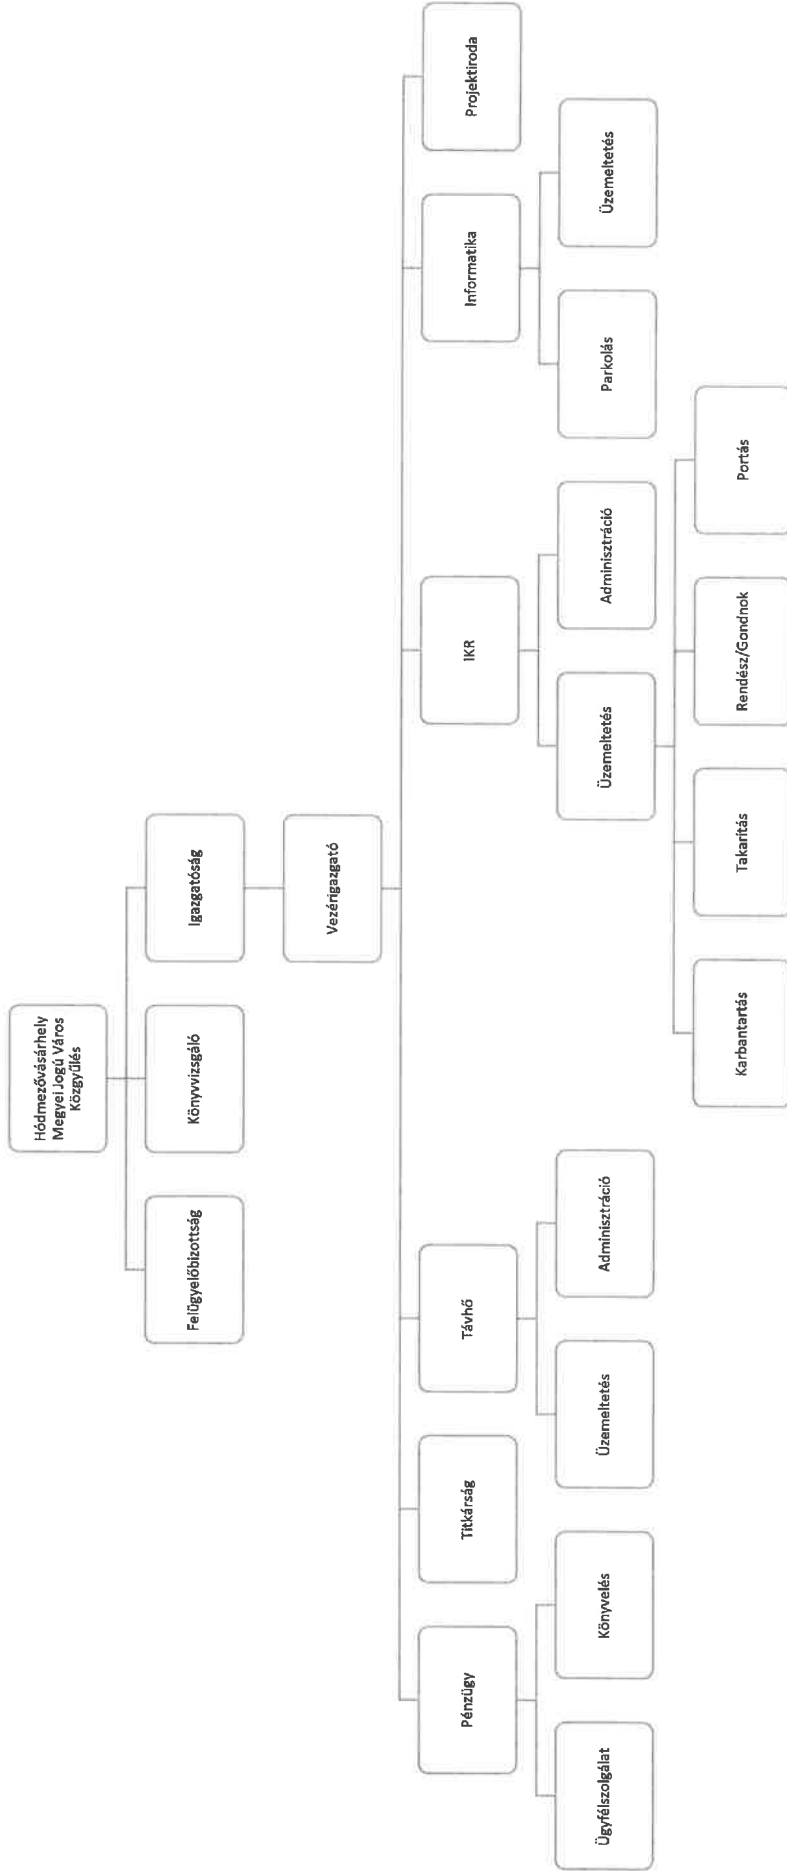 Hódmezővásárhely
Megyei Jogú Város
Közgyűlés
Felügyelőbizottság
Könyvvizsgáló
Igazgatóság
Vezérigazgató
Pénzügy
Titkárság
Távhő
IKR
Informatika
Projektiroda
Ügyfélszolgálat
Könyvelés
Üzemeltetés
Adminisztráció
Üzemeltetés
Adminisztráció
Parkolás
Üzemeltetés
Karbantartás
Takarítás
Rendész/Gondnok
Portás